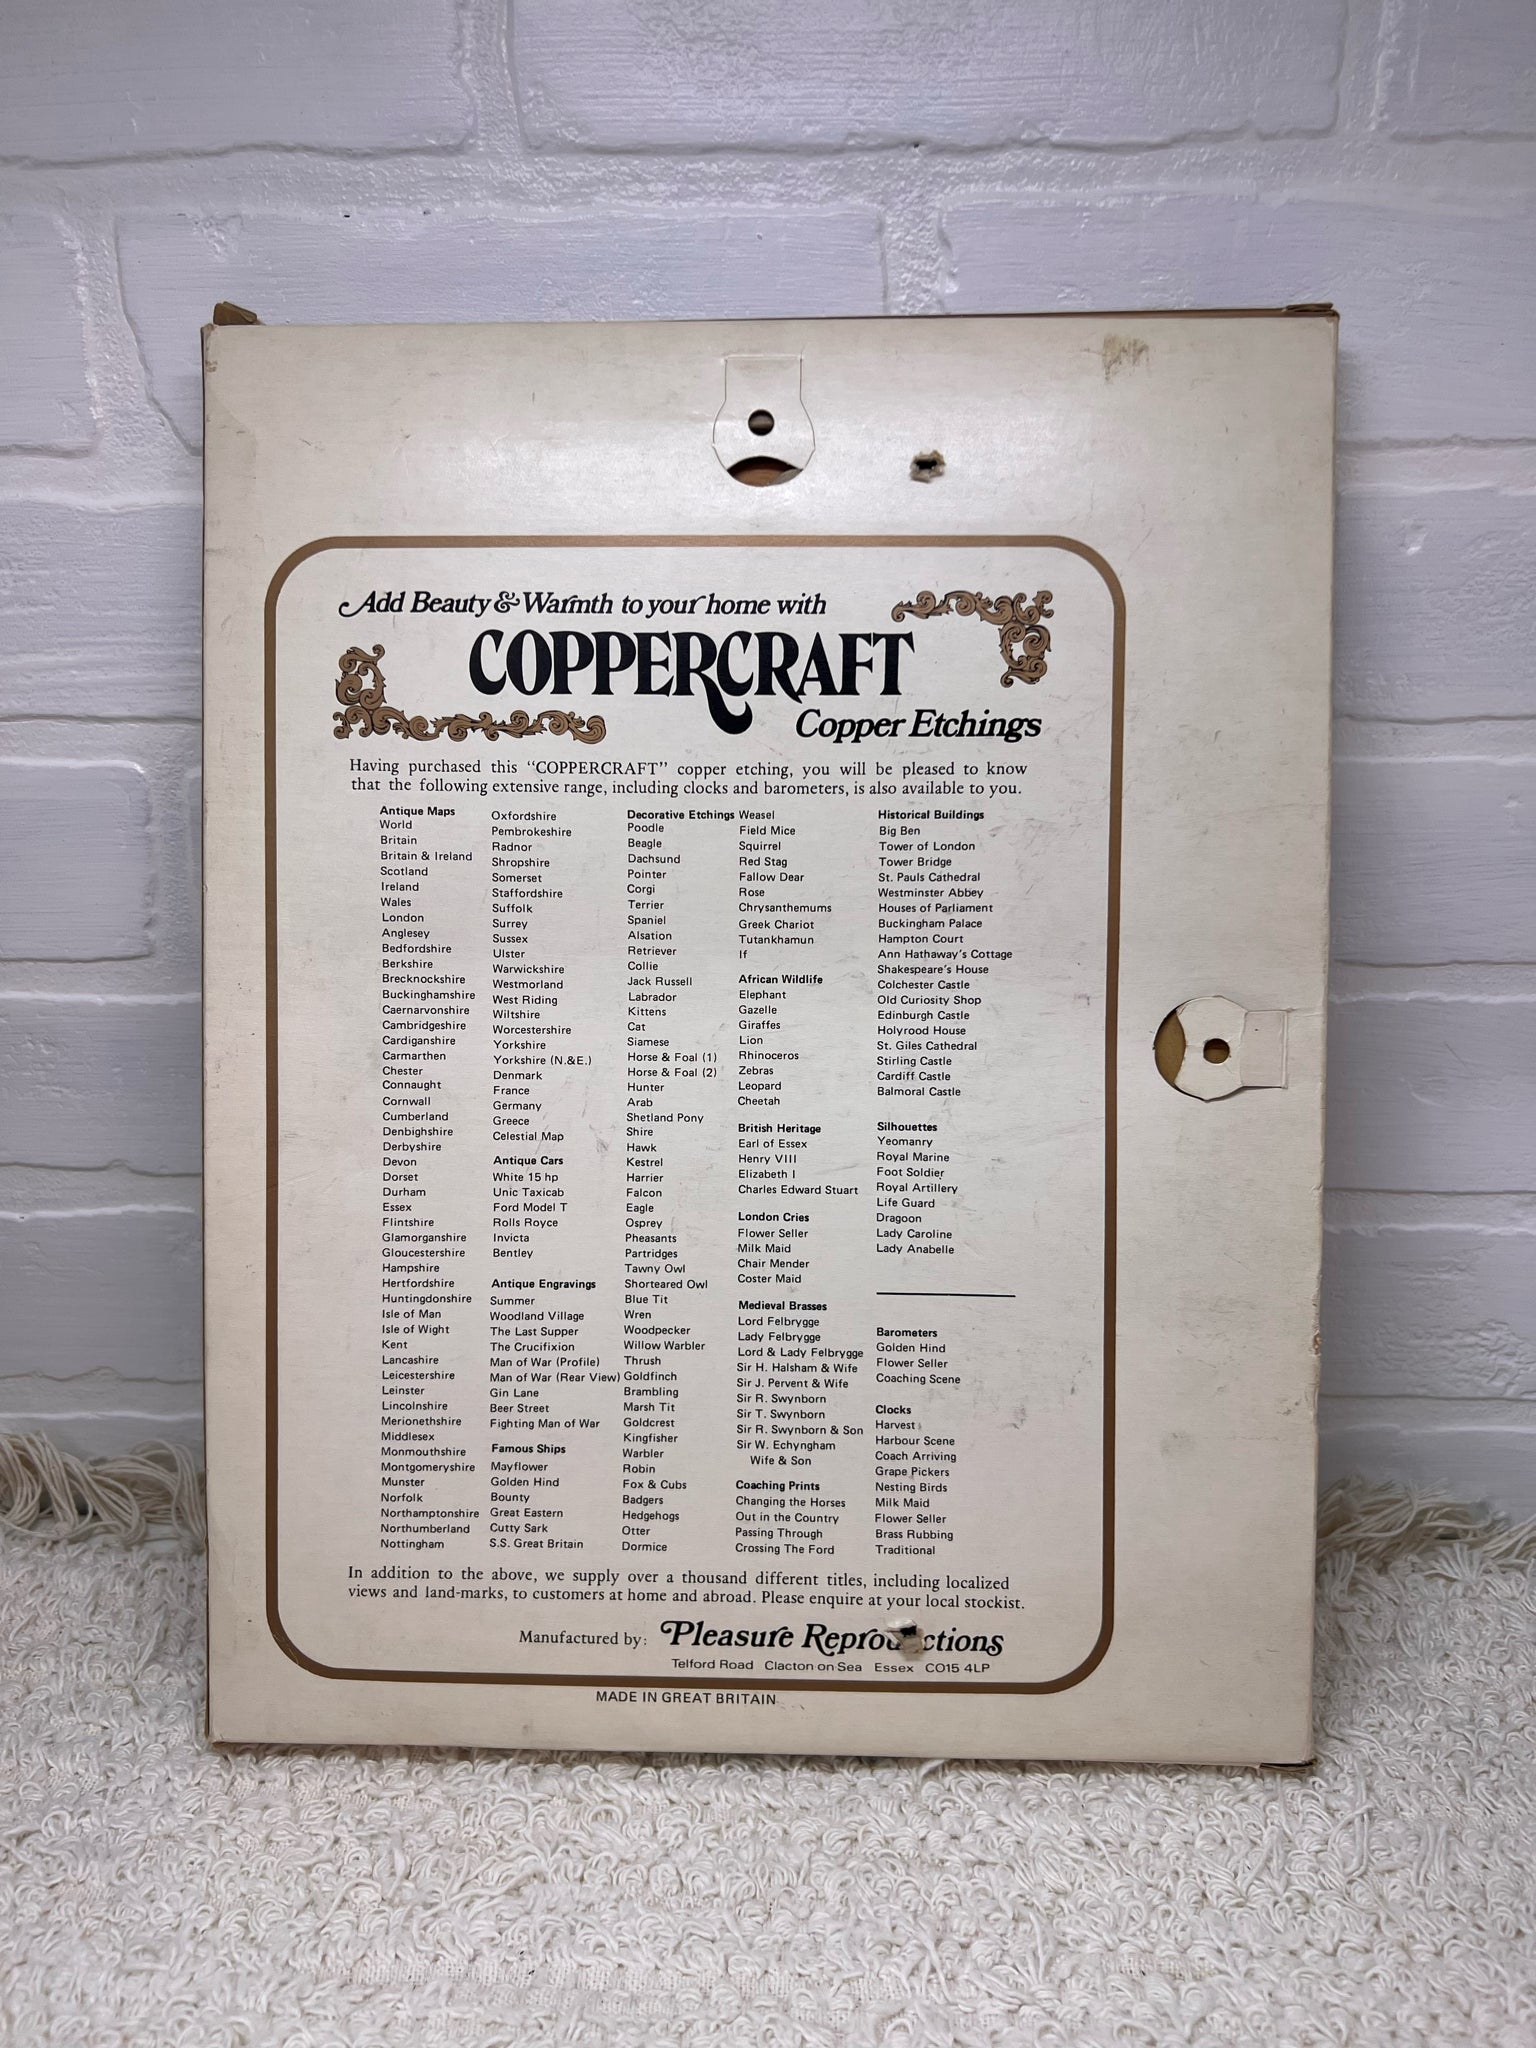 Add Beauty & Warmth to your home with
COPPERCRAFT
Copper Etchings
Having purchased this “COPPERCRAFT” copper etching, you will be pleased to know
that the following extensive range, including clocks and barometers, is also available to you.
Antique Maps
World
Britain
Britain & Ireland
Scotland
Ireland
Wales
London
Anglesey
Bedfordshire
Berkshire
Brecknockshire
Buckinghamshire
Caernarvonshire
Cambridgeshire
Cardiganshire
Carmarthen
Chester
Connaught
Cornwall
Cumberland
Denbighshire
Derbyshire
Devon
Dorset
Durham
Essex
Flintshire
Glamorganshire
Gloucestershire
Hampshire
Hertfordshire
Huntingdonshire
Isle of Man
Isle of Wight
Kent
Lancashire
Leicestershire
Leinster
Lincolnshire
Merionethshire
Middlesex
Monmouthshire
Montgomeryshire
Munster
Norfolk
Northamptonshire
Northumberland
Nottingham
Oxfordshire
Pembrokeshire
Radnor
Shropshire
Somerset
Staffordshire
Suffolk
Surrey
Sussex
Ulster
Warwickshire
Westmorland
West Riding
Wiltshire
Worcestershire
Yorkshire
Yorkshire (N.&E.)
Denmark
France
Germany
Greece
Celestial Map
Antique Cars
White 15 hp
Unic Taxicab
Ford Model T
Rolls Royce
Invicta
Bentley
Antique Engravings
Summer
Woodland Village
The Last Supper
The Crucifixion
Man of War (Profile)
Man of War (Rear View)
Gin Lane
Beer Street
Fighting Man of War
Famous Ships
Mayflower
Golden Hind
Bounty
Great Eastern
Cutty Sark
S.S. Great Britain
Decorative Etchings
Poodle
Beagle
Dachsund
Pointer
Corgi
Terrier
Spaniel
Alsation
Retriever
Collie
Jack Russell
Labrador
Kittens
Cat
Siamese
Horse & Foal (1)
Horse & Foal (2)
Hunter
Arab
Shetland Pony
Shire
Hawk
Kestrel
Harrier
Falcon
Eagle
Osprey
Pheasants
Partridges
Tawny Owl
Shorteared Owl
Blue Tit
Wren
Woodpecker
Willow Warbler
Thrush
Goldfinch
Brambling
Marsh Tit
Goldcrest
Kingfisher
Warbler
Robin
Fox & Cubs
Badgers
Hedgehogs
Otter
Dormice
Weasel
Field Mice
Squirrel
Red Stag
Fallow Dear
Rose
Chrysanthemums
Greek Chariot
Tutankhamun
If
African Wildlife
Elephant
Gazelle
Giraffes
Lion
Rhinoceros
Zebras
Leopard
Cheetah
British Heritage
Earl of Essex
Henry VIII
Elizabeth I
Charles Edward Stuart
London Cries
Flower Seller
Milk Maid
Chair Mender
Coster Maid
Medieval Brasses
Lord Felbrygge
Lady Felbrygge
Lord & Lady Felbrygge
Sir H. Halsham & Wife
Sir J. Pervent & Wife
Sir R. Swynborn
Sir T. Swynborn
Sir R. Swynborn & Son
Sir W. Echyngham
Wife & Son
Coaching Prints
Changing the Horses
Out in the Country
Passing Through
Crossing The Ford
Historical Buildings
Big Ben
Tower of London
Tower Bridge
St. Pauls Cathedral
Westminster Abbey
Houses of Parliament
Buckingham Palace
Hampton Court
Ann Hathaway's Cottage
Shakespeare's House
Colchester Castle
Old Curiosity Shop
Edinburgh Castle
Holyrood House
St. Giles Cathedral
Stirling Castle
Cardiff Castle
Balmoral Castle
Silhouettes
Yeomanry
Royal Marine
Foot Soldier
Royal Artillery
Life Guard
Dragoon
Lady Caroline
Lady Anabelle
Barometers
Golden Hind
Flower Seller
Coaching Scene
Clocks
Harvest
Harbour Scene
Coach Arriving
Grape Pickers
Nesting Birds
Milk Maid
Flower Seller
Brass Rubbing
Traditional
In addition to the above, we supply over a thousand different titles, including localized
views and land-marks, to customers at home and abroad. Please enquire at your local stockist.
Manufactured by: Pleasure
Telford Road Clacton on Sea Essex CO15 4LP
MADE IN GREAT BRITAIN